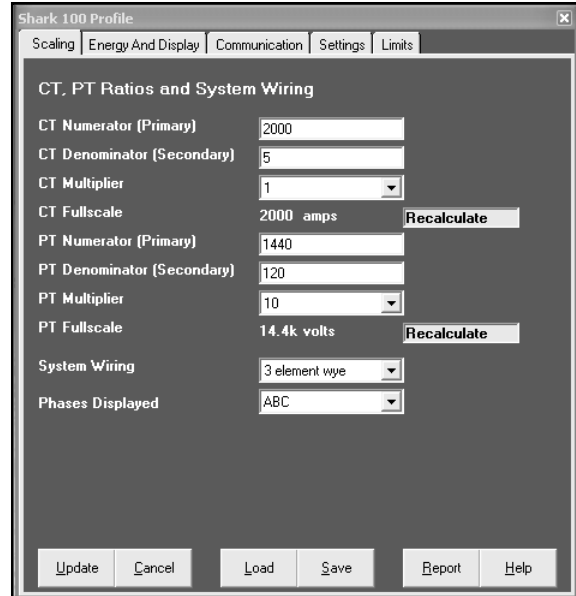 Shark 100 Profile
Scaling Energy And Display Communication Settings Limits
CT, PT Ratios and System Wiring
CT Numerator (Primary) 2000
CT Denominator (Secondary) 5
CT Multiplier 1
CT Fullscale 2000 amps Recalculate
PT Numerator (Primary) 1440
PT Denominator (Secondary) 120
PT Multiplier 10
PT Fullscale 14.4k volts Recalculate
System Wiring 3 element wye
Phases Displayed ABC
Update Cancel Load Save Report Help